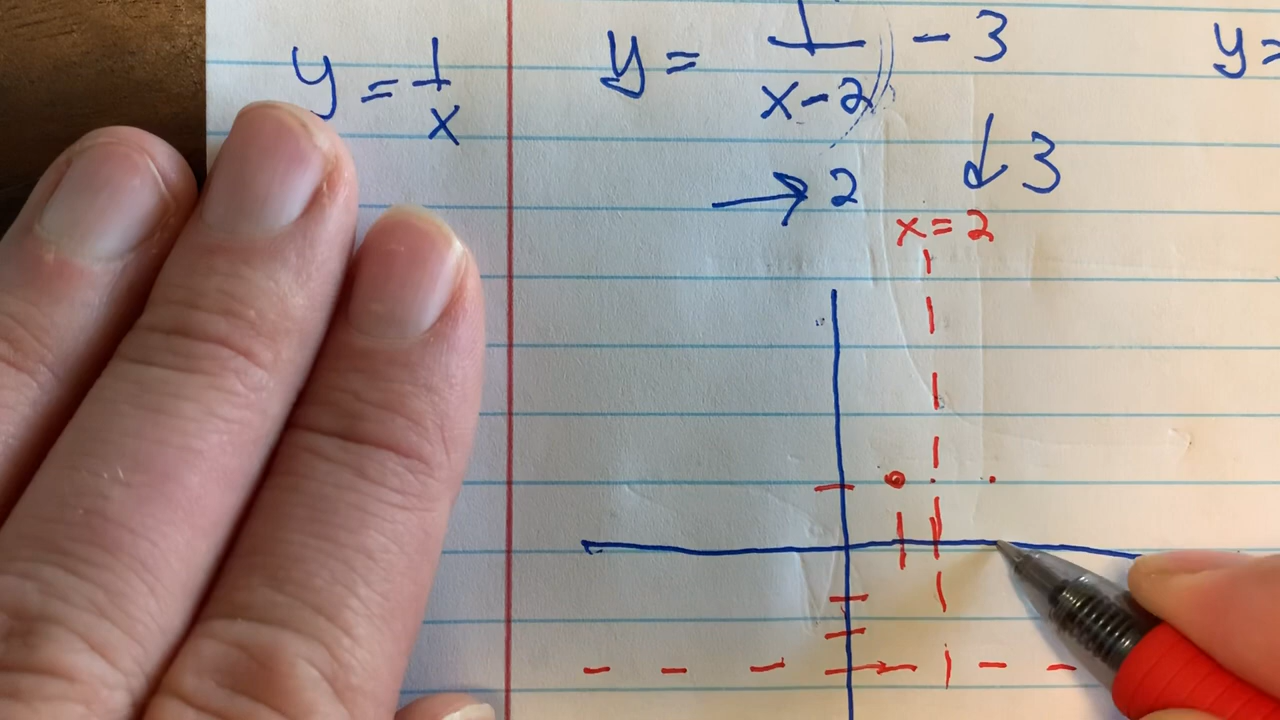 y = 1/x
y = 1/(x-2) - 3
y =
→ 2
↓ 3
x = 2